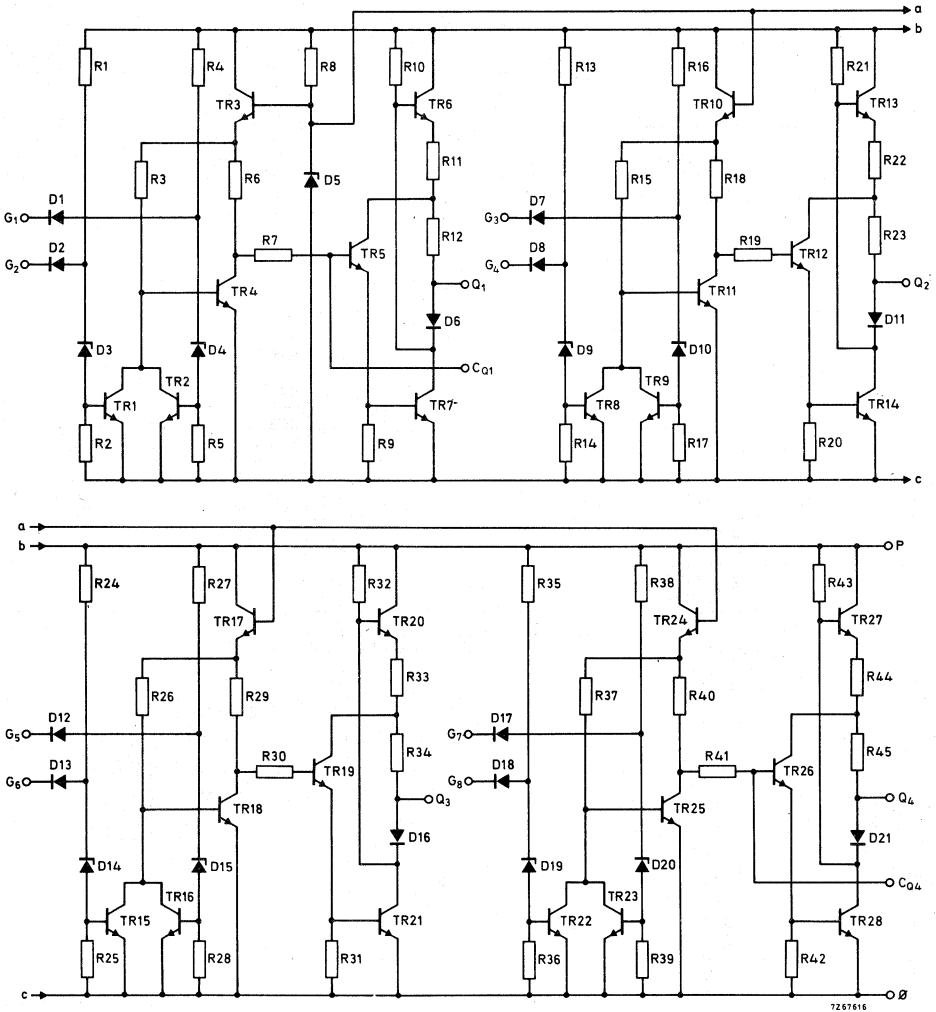 a
b
R1
R4
R8
R10
R13
R16
R21
TR3
TR6
TR10
TR13
R3
R6
D5
R11
R15
R18
R22
G1
D1
G3
D7
R7
TR5
R12
R19
TR12
R23
G2
D2
G4
D8
TR4
Q1
TR11
Q2
D6
D11
D3
D4
D9
D10
CQ1
TR1
TR2
TR7
TR8
TR9
TR14
R2
R5
R9
R14
R17
R20
c
a
b
P
R24
R27
R32
R35
R38
R43
TR17
TR20
TR24
TR27
R26
R29
R33
R37
R40
R44
G5
D12
G7
D17
R30
TR19
R34
R41
TR26
R45
G6
D13
G8
D18
TR18
Q3
TR25
Q4
D16
D21
D14
D15
D19
D20
CQ4
TR15
TR16
TR21
TR22
TR23
TR28
R25
R28
R31
R36
R39
R42
c
Ø
7Z67616